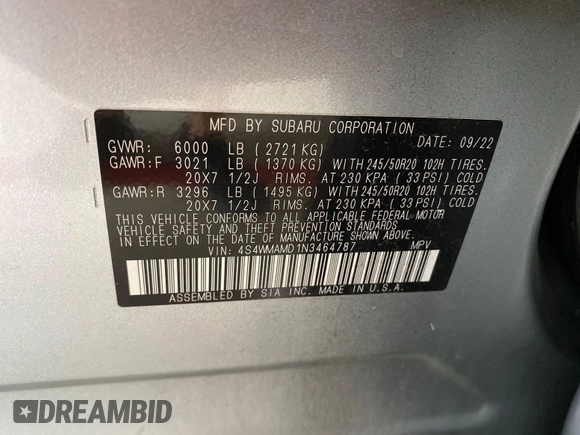 MFD BY SUBARU CORPORATION
GVWR: 6000 LB (2721 KG) DATE: 09/22
GAWR:F 3021 LB (1370 KG) WITH 245/50R20 102H TIRES.
20X7 1/2J RIMS. AT 230 KPA (33 PSI) COLD
GAWR:R 3296 LB (1495 KG) WITH 245/50R20 102H TIRES.
20X7 1/2J RIMS. AT 230 KPA (33 PSI) COLD
THIS VEHICLE CONFORMS TO ALL APPLICABLE FEDERAL MOTOR
VEHICLE SAFETY AND THEFT PREVENTION STANDARDS
IN EFFECT ON THE DATE OF MANUFACTURE SHOWN ABOVE.
VIN: 4S4WMAMD1N3464787 MPV
ASSEMBLED BY SIA INC. MADE IN U.S.A.
DREAMBID